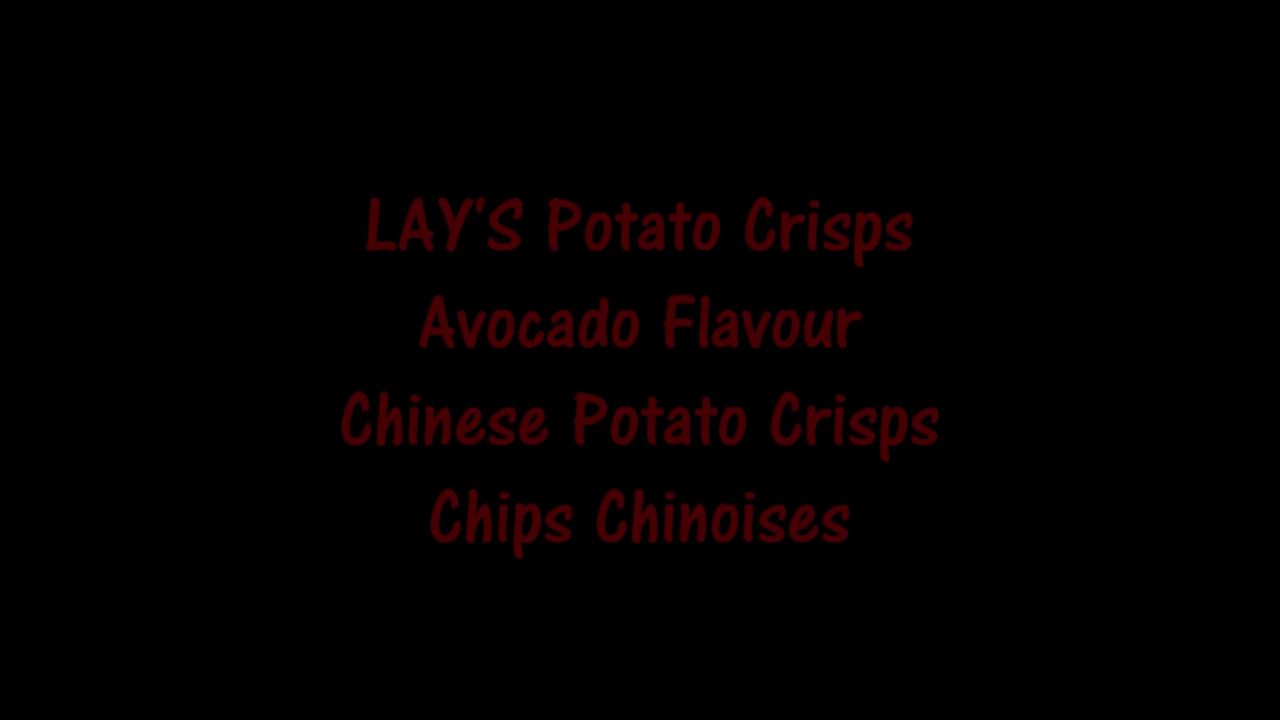 LAY'S Potato Crisps
Avocado Flavour
Chinese Potato Crisps
Chips Chinoises